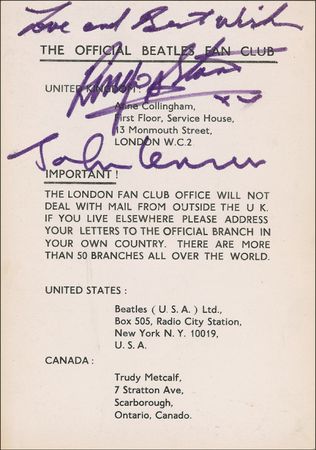 Love and Best Wishes
THE OFFICIAL BEATLES FAN CLUB
Ringo Starr
xx
UNITED KINGDOM:
Anne Collingham,
First Floor, Service House,
13 Monmouth Street,
LONDON W.C.2
John Lennon
IMPORTANT !
THE LONDON FAN CLUB OFFICE WILL NOT
DEAL WITH MAIL FROM OUTSIDE THE U K.
IF YOU LIVE ELSEWHERE PLEASE ADDRESS
YOUR LETTERS TO THE OFFICIAL BRANCH IN
YOUR OWN COUNTRY. THERE ARE MORE
THAN 50 BRANCHES ALL OVER THE WORLD.
UNITED STATES :
Beatles ( U. S. A. ) Ltd.,
Box 505, Radio City Station,
New York N. Y. 10019,
U. S. A.
CANADA :
Trudy Metcalf,
7 Stratton Ave,
Scarborough,
Ontario, Canada.